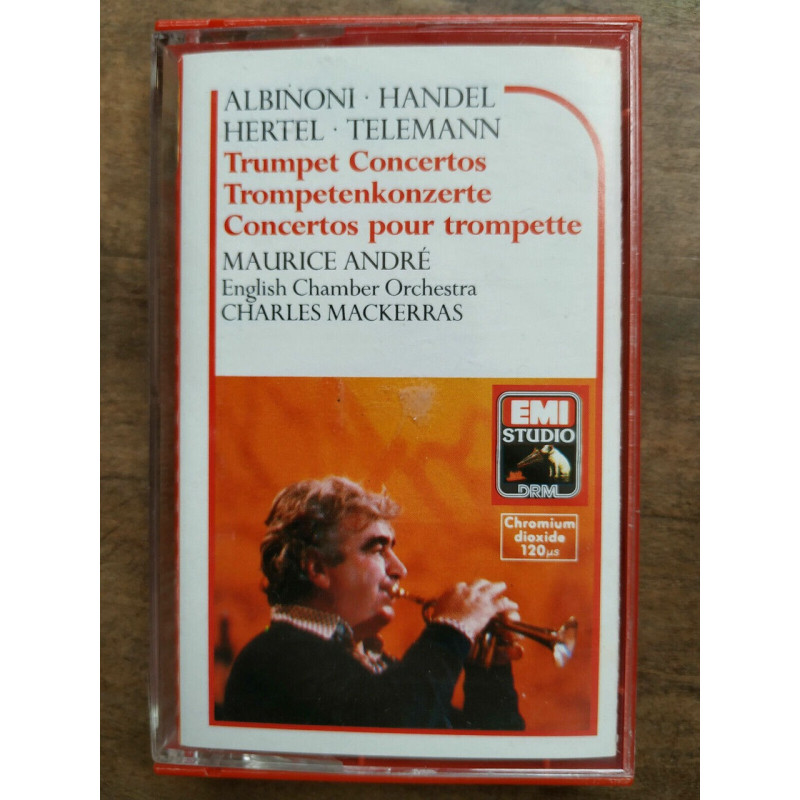 ALBINONI · HANDEL
HERTEL · TELEMANN
Trumpet Concertos
Trompetenkonzerte
Concertos pour trompette
MAURICE ANDRÉ
English Chamber Orchestra
CHARLES MACKERRAS
EMI
STUDIO
DRM
Chromium
dioxide
120µs